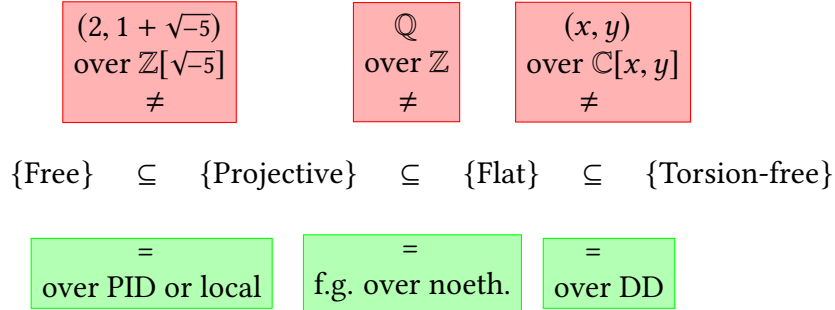 (2, 1 + √−5) ℚ (x, y)
over ℤ[√−5] over ℤ over ℂ[x, y]
≠ ≠ ≠
{Free} ⊆ {Projective} ⊆ {Flat} ⊆ {Torsion-free}
= = =
over PID or local f.g. over noeth. over DD